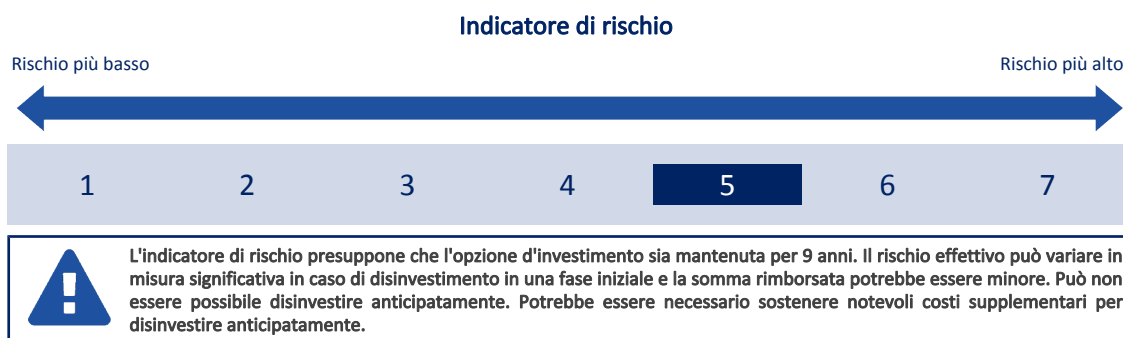 Indicatore di rischio
Rischio più basso
Rischio più alto
1 2 3 4 5 6 7
L'indicatore di rischio presuppone che l'opzione d'investimento sia mantenuta per 9 anni. Il rischio effettivo può variare in
misura significativa in caso di disinvestimento in una fase iniziale e la somma rimborsata potrebbe essere minore. Può non
essere possibile disinvestire anticipatamente. Potrebbe essere necessario sostenere notevoli costi supplementari per
disinvestire anticipatamente.